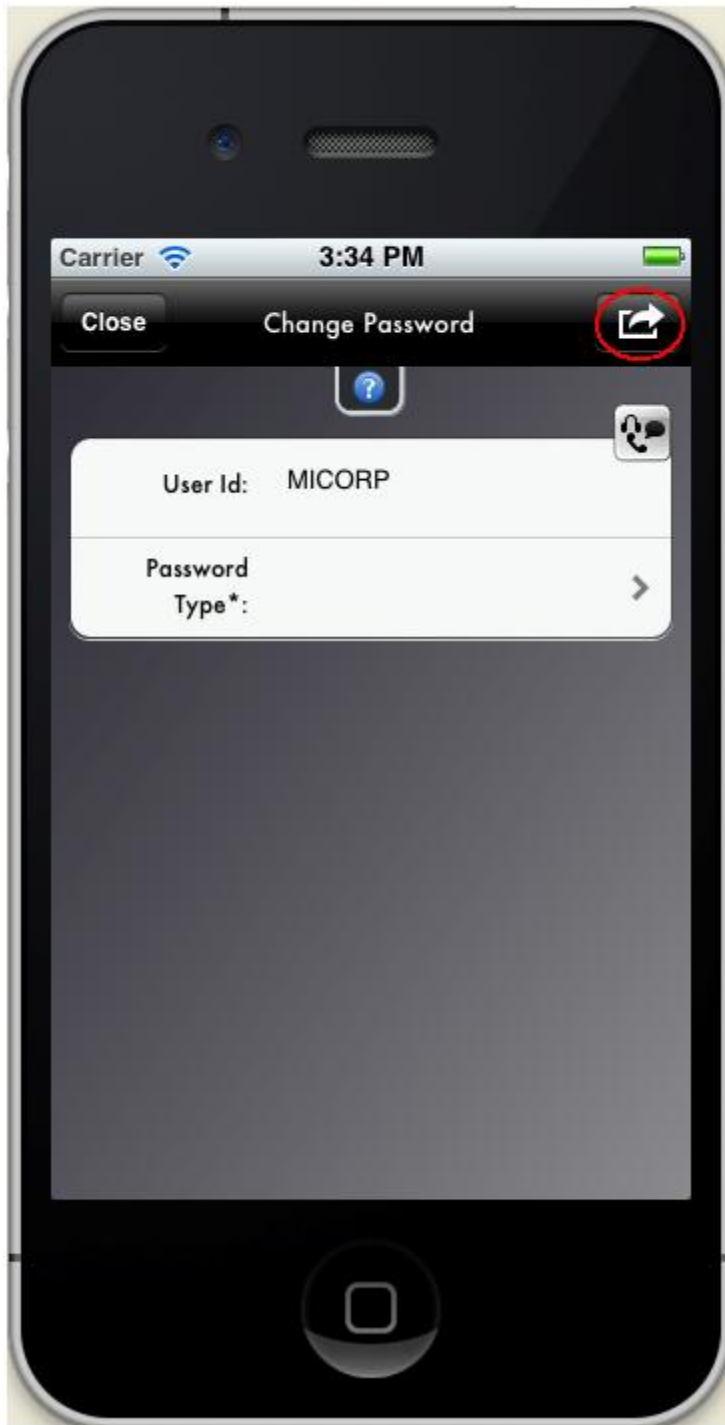 Carrier 3:34 PM
Close Change Password
?
User Id: MICORP
Password
Type*: